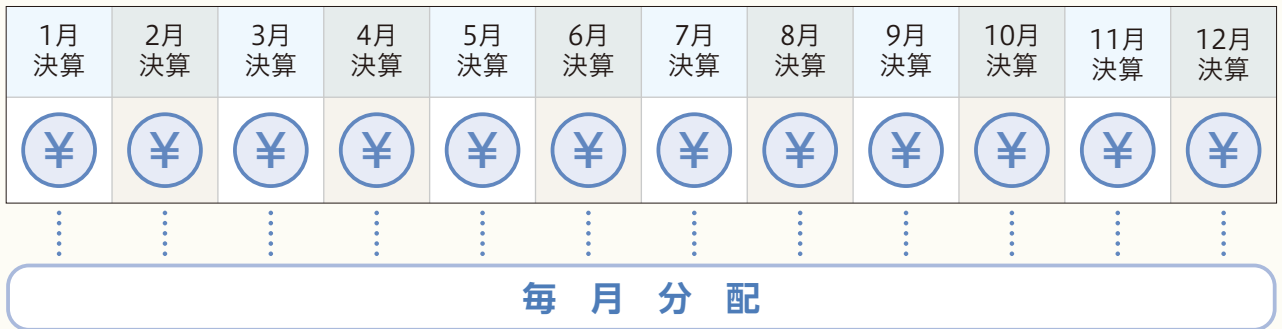 1月
決算
2月
決算
3月
決算
4月
決算
5月
決算
6月
決算
7月
決算
8月
決算
9月
決算
10月
決算
11月
決算
12月
決算
¥ ¥ ¥ ¥ ¥ ¥ ¥ ¥ ¥ ¥ ¥ ¥
毎月分配